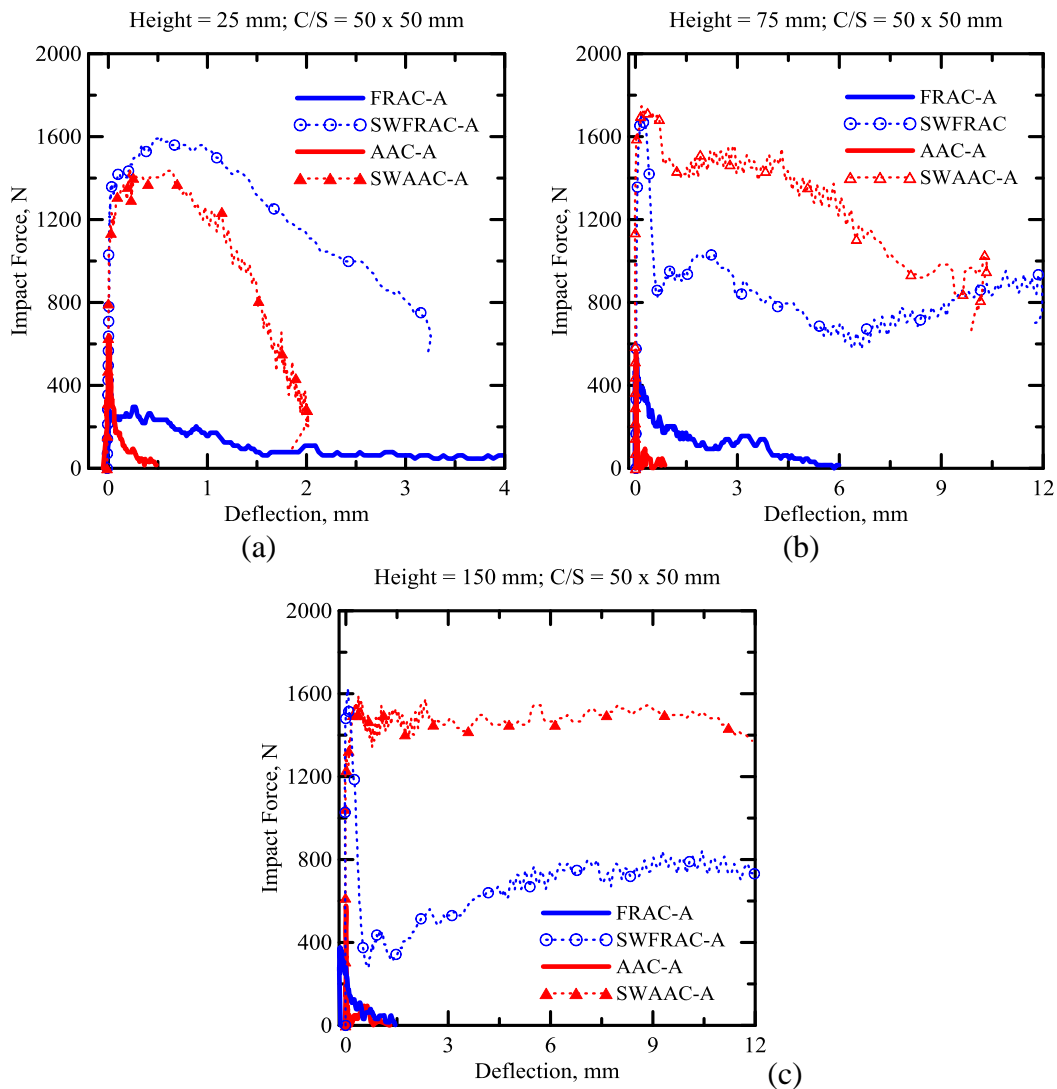 Height = 25 mm; C/S = 50 x 50 mm
2000
1600
1200
800
400
0
Impact Force, N
FRAC-A
SWFRAC-A
AAC-A
SWAAC-A
0 1 2 3 4
Deflection, mm
(a)
Height = 75 mm; C/S = 50 x 50 mm
2000
1600
1200
800
400
0
Impact Force, N
FRAC-A
SWFRAC
AAC-A
SWAAC-A
0 3 6 9 12
Deflection, mm
(b)
Height = 150 mm; C/S = 50 x 50 mm
2000
1600
1200
800
400
0
Impact Force, N
FRAC-A
SWFRAC-A
AAC-A
SWAAC-A
0 3 6 9 12
Deflection, mm
(c)